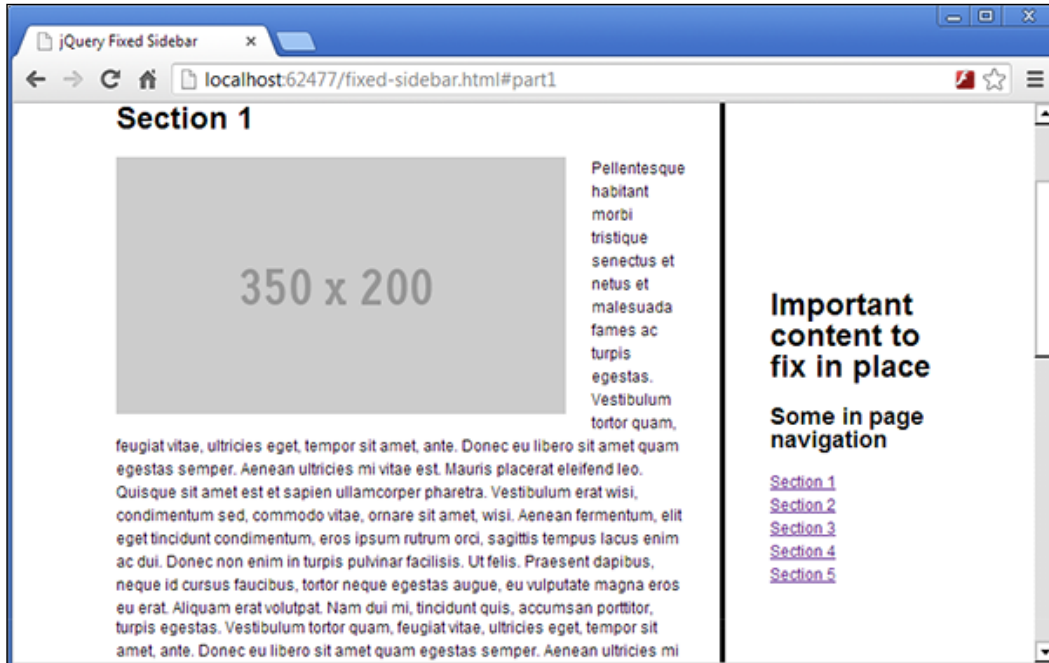 jQuery Fixed Sidebar
localhost:62477/fixed-sidebar.html#part1
Section 1
350 x 200
Pellentesque
habitant
morbi
tristique
senectus et
netus et
malesuada
fames ac
turpis
egestas.
Vestibulum
tortor quam,
feugiat vitae, ultricies eget, tempor sit amet, ante. Donec eu libero sit amet quam
egestas semper. Aenean ultricies mi vitae est. Mauris placerat eleifend leo.
Quisque sit amet est et sapien ullamcorper pharetra. Vestibulum erat wisi,
condimentum sed, commodo vitae, ornare sit amet, wisi. Aenean fermentum, elit
eget tincidunt condimentum, eros ipsum rutrum orci, sagittis tempus lacus enim
ac dui. Donec non enim in turpis pulvinar facilisis. Ut felis. Praesent dapibus,
neque id cursus faucibus, tortor neque egestas augue, eu vulputate magna eros
eu erat. Aliquam erat volutpat. Nam dui mi, tincidunt quis, accumsan porttitor,
turpis egestas. Vestibulum tortor quam, feugiat vitae, ultricies eget, tempor sit
amet, ante. Donec eu libero sit amet quam egestas semper. Aenean ultricies mi
Important
content to
fix in place
Some in page
navigation
Section 1
Section 2
Section 3
Section 4
Section 5